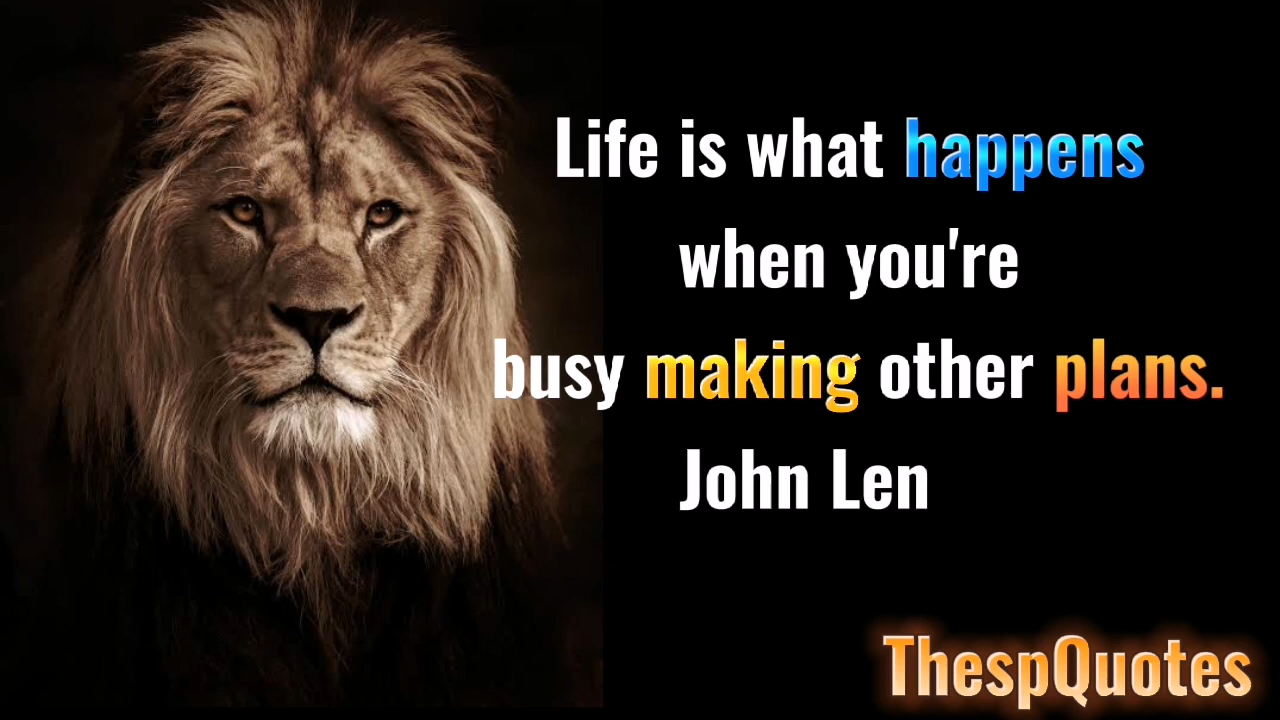 Life is what happens
when you're
busy making other plans.
John Len
ThespQuotes